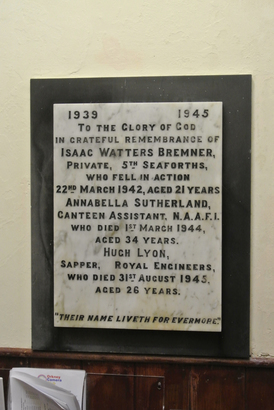 1939 1945
TO THE GLORY OF GOD
IN GRATEFUL REMEMBRANCE OF
ISAAC WATTERS BREMNER,
PRIVATE, 5TH SEAFORTHS,
WHO FELL IN ACTION
22ND MARCH 1942, AGED 21 YEARS
ANNABELLA SUTHERLAND,
CANTEEN ASSISTANT, N.A.A.F.I.
WHO DIED 1ST MARCH 1944,
AGED 34 YEARS.
HUGH LYON,
SAPPER, ROYAL ENGINEERS,
WHO DIED 31ST AUGUST 1945,
AGED 26 YEARS.
"THEIR NAME LIVETH FOR EVERMORE."